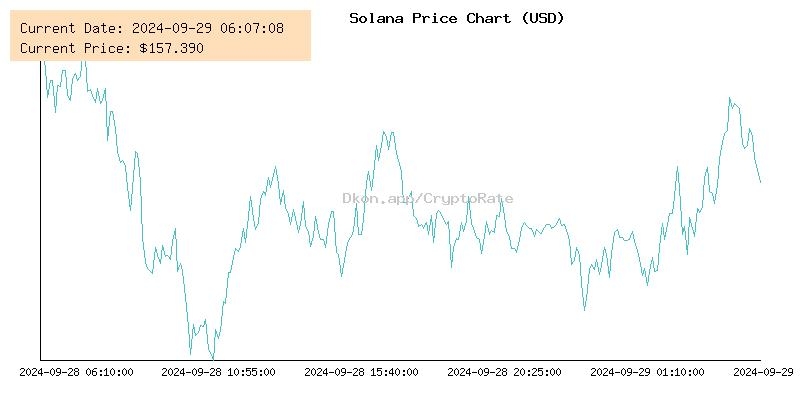 Solana Price Chart (USD)
Current Date: 2024-09-29 06:07:08
Current Price: $157.390
Dkon.app/CryptoRate
2024-09-28 06:10:00 2024-09-28 10:55:00 2024-09-28 15:40:00 2024-09-28 20:25:00 2024-09-29 01:10:00 2024-09-29